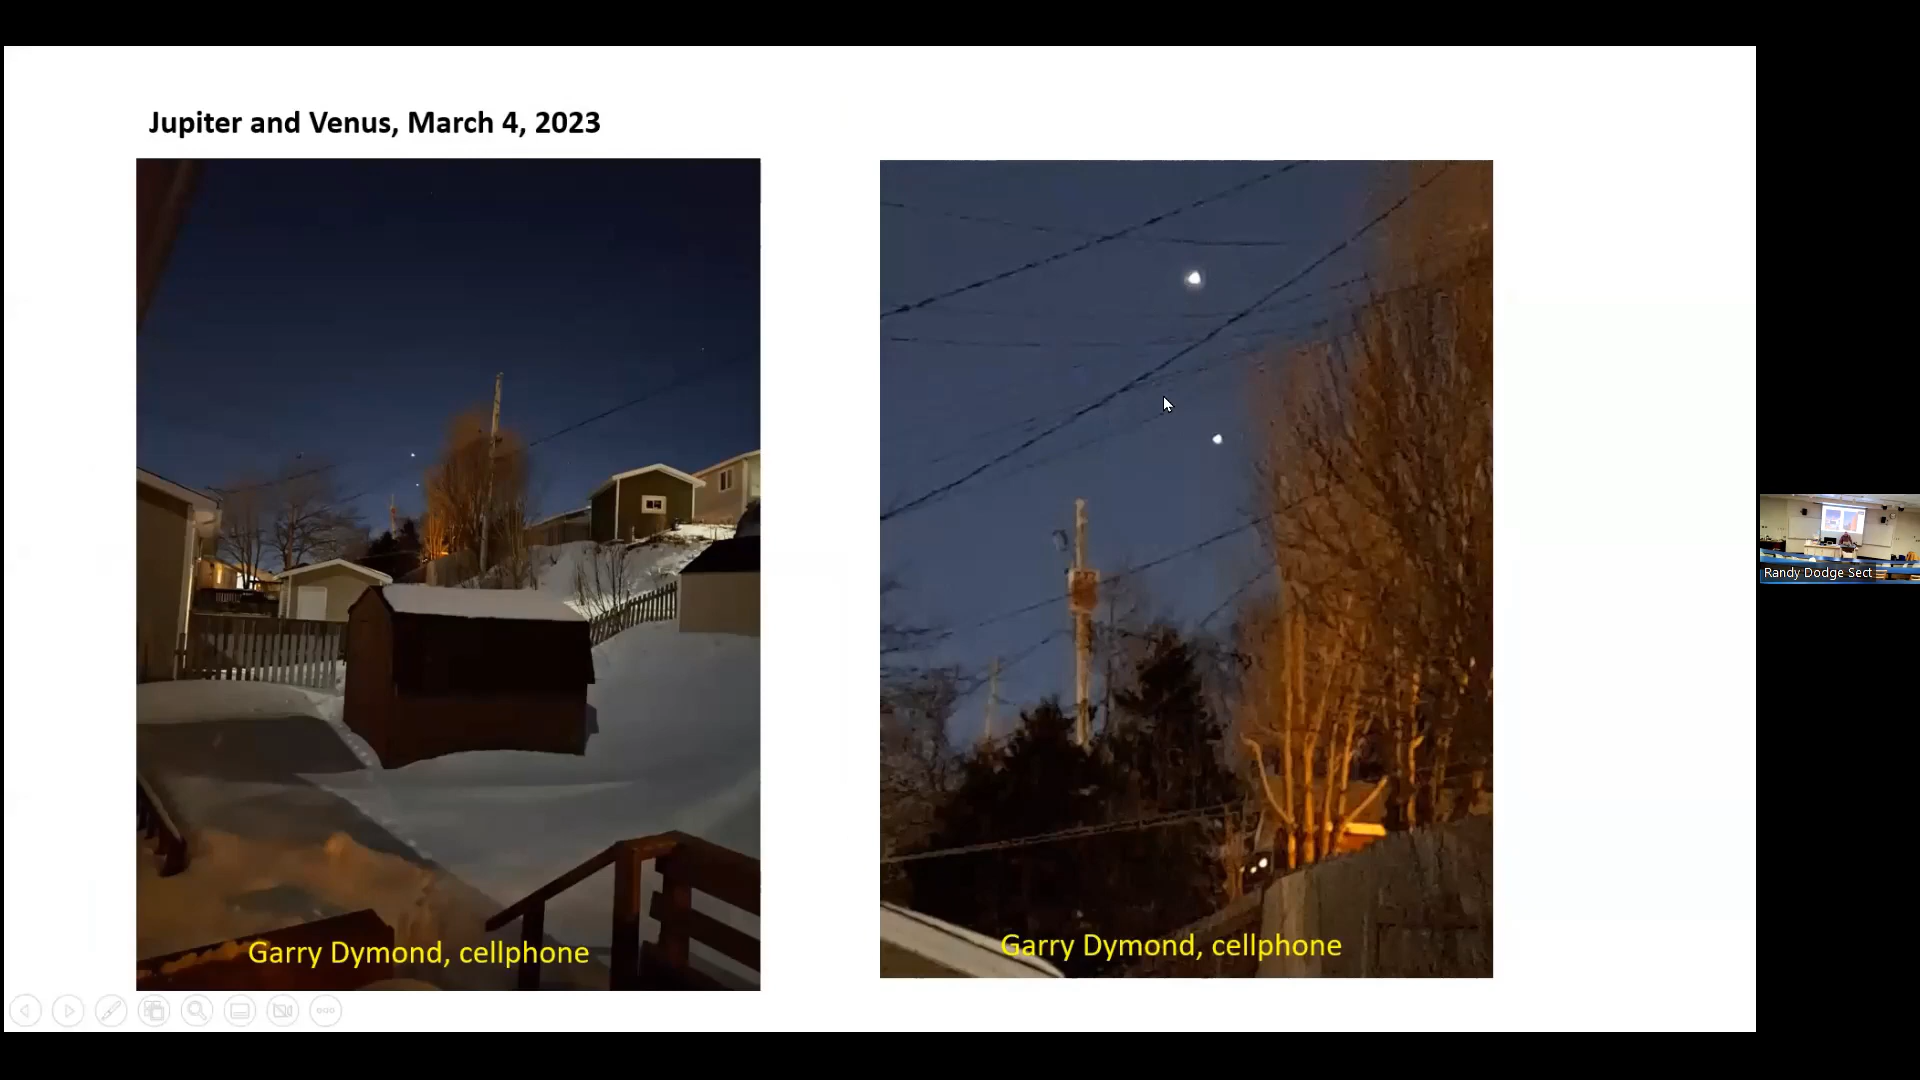 Jupiter and Venus, March 4, 2023
Garry Dymond, cellphone
Garry Dymond, cellphone
Randy Dodge Sect